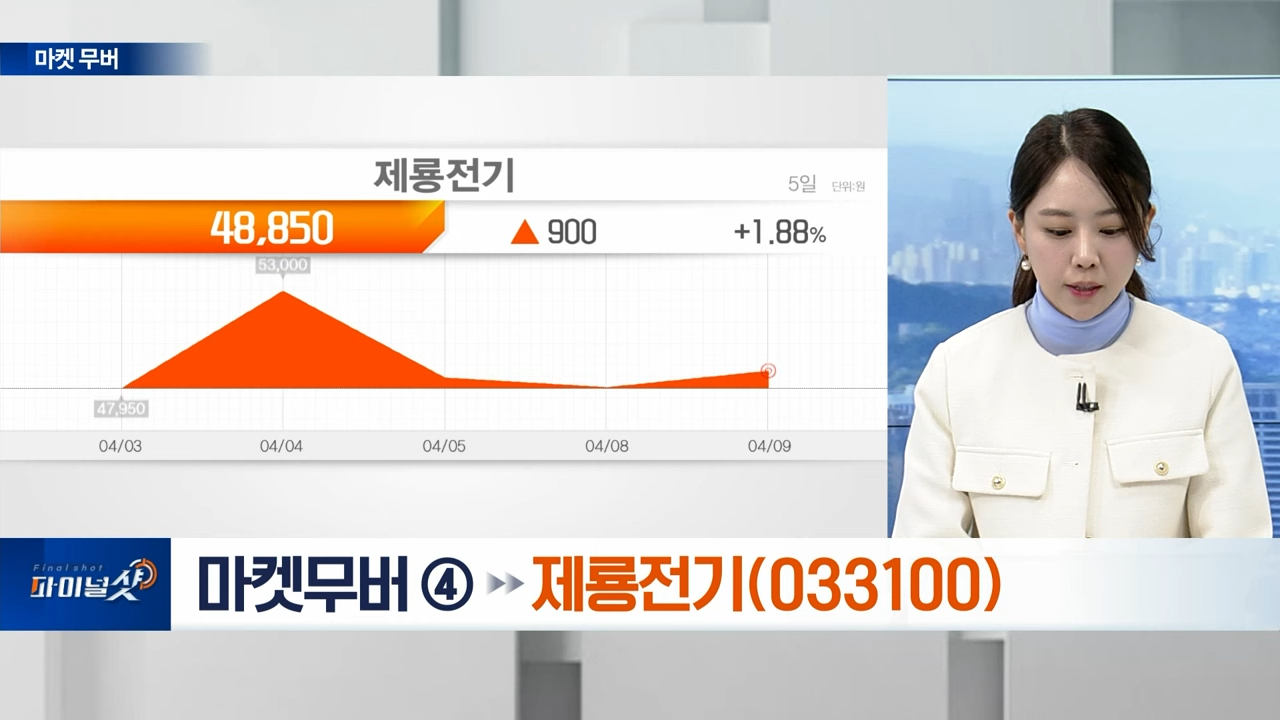 마켓 무버
제룡전기
5일 단위:원
48,850 ▲ 900 +1.88%
53,000
47,950
04/03 04/04 04/05 04/08 04/09
Final shot
파이널샷
마켓무버 ④ 제룡전기(033100)